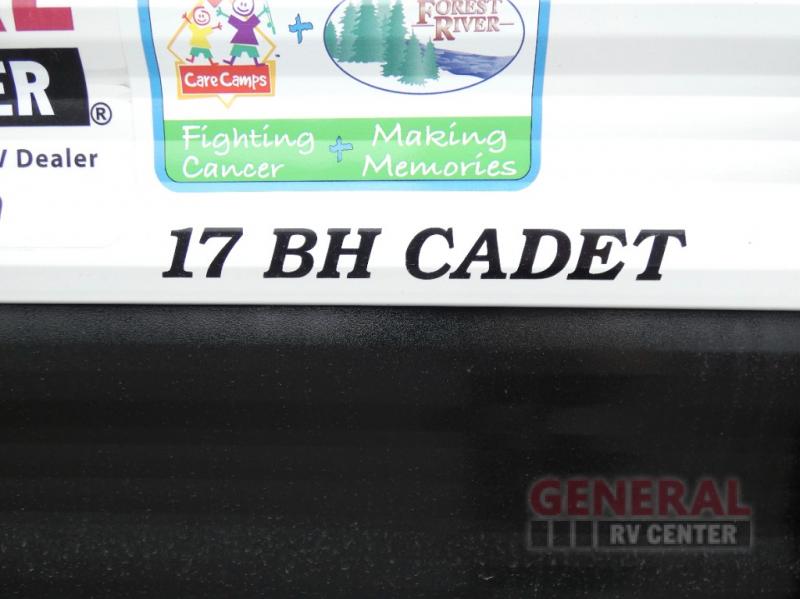 FOREST
RIVER
Care Camps
ER®
V Dealer
Fighting + Making
Cancer Memories
17 BH CADET
GENERAL
RV CENTER